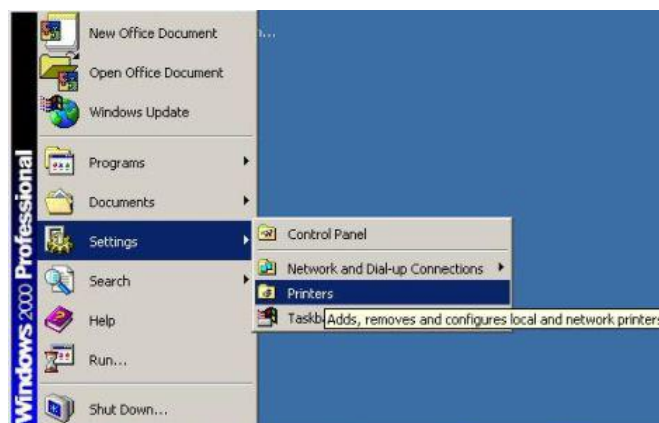 New Office Document
Open Office Document
Windows Update
Programs
Documents
Settings
Search
Help
Run...
Shut Down...
Control Panel
Network and Dial-up Connections
Printers
Adds, removes and configures local and network printers
Windows 2000 Professional